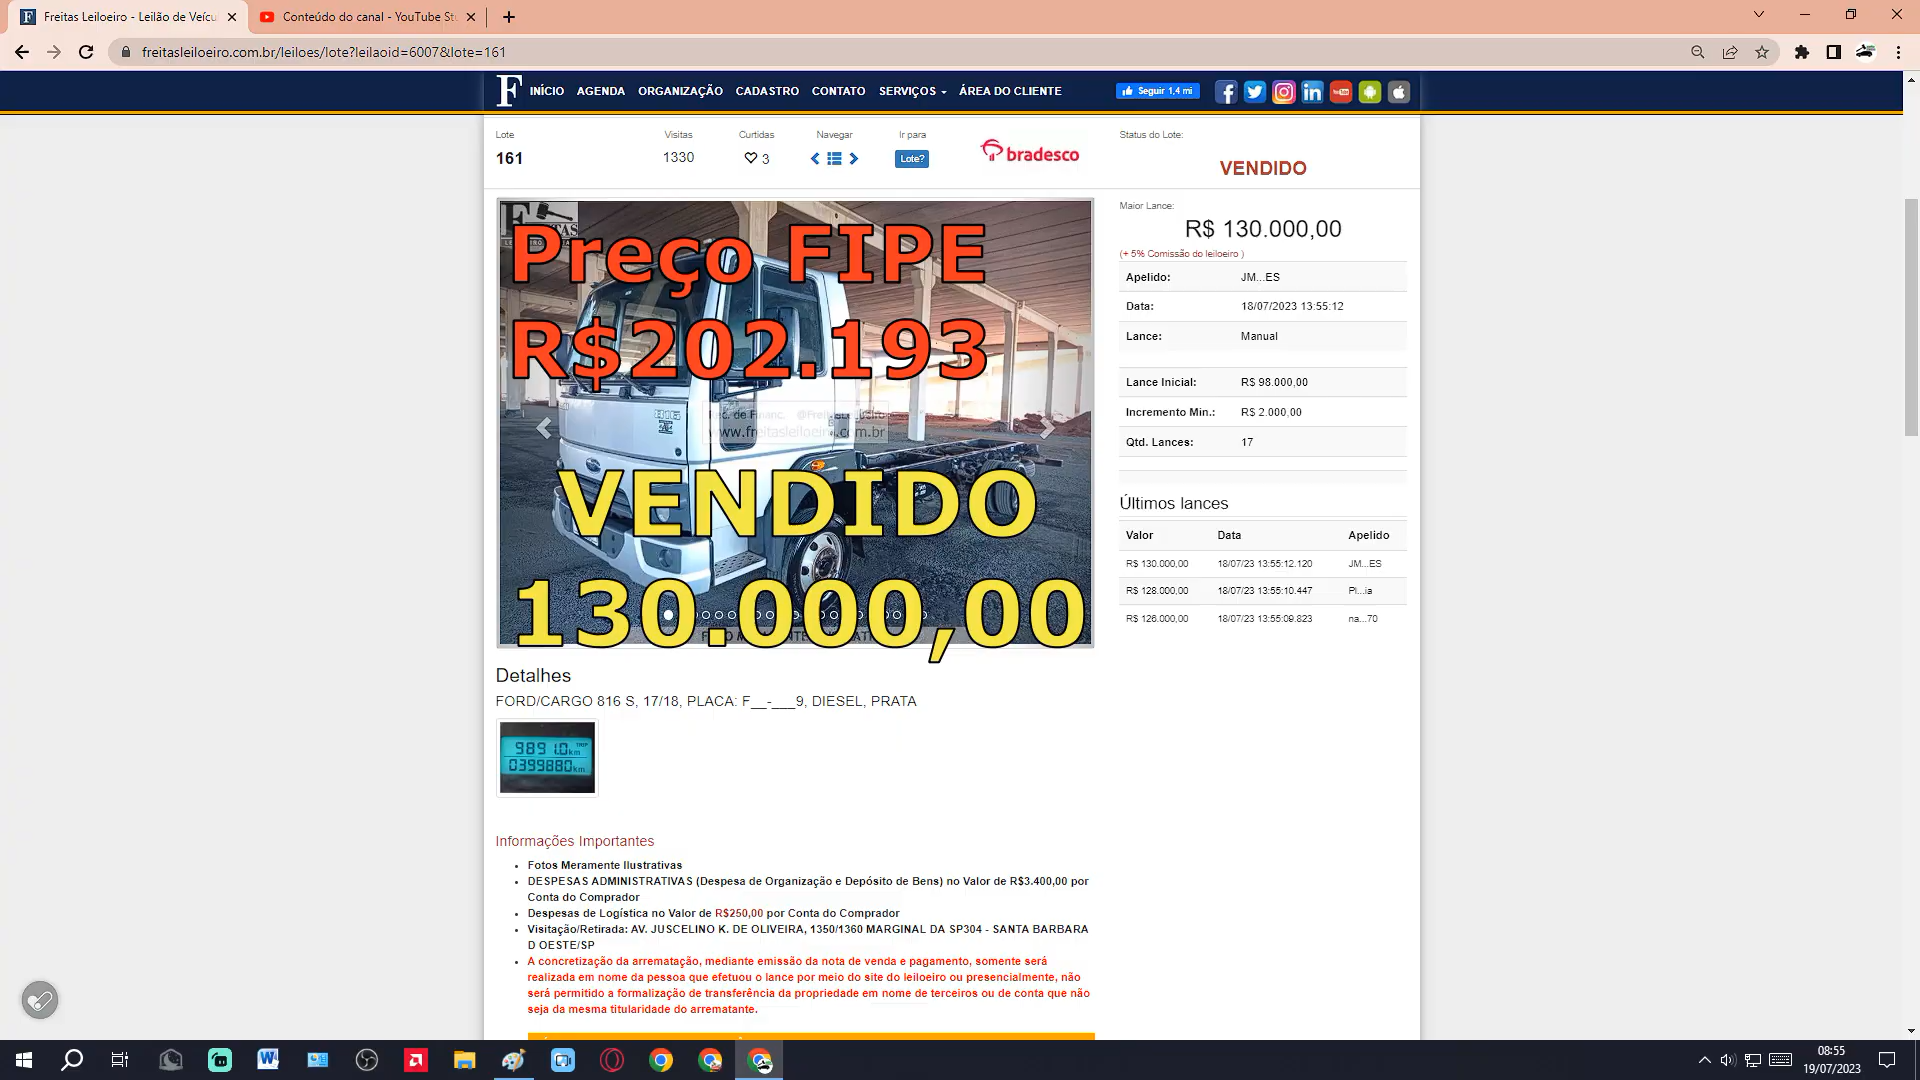 Freitas Leiloeiro - Leilão de Veícu
Conteúdo do canal - YouTube St
freitasleiloeiro.com.br/leiloes/lote?leilaoid=6007&lote=161
F INÍCIO AGENDA ORGANIZAÇÃO CADASTRO CONTATO SERVIÇOS ÁREA DO CLIENTE
Seguir 1,4 mi
Lote Visitas Curtidas Navegar Ir para
161 1330 3 Lote?
bradesco
Status do Lote:
VENDIDO
Preço FIPE
R$202.193
www.freitasleiloeiro.com.br
VENDIDO
130.000,00
Maior Lance:
R$ 130.000,00
(+ 5% Comissão do leiloeiro )
Apelido: JM...ES
Data: 18/07/2023 13:55:12
Lance: Manual
Lance Inicial: R$ 98.000,00
Incremento Min.: R$ 2.000,00
Qtd. Lances: 17
Últimos lances
Valor Data Apelido
R$ 130.000,00 18/07/23 13:55:12.120 JM...ES
R$ 128.000,00 18/07/23 13:55:10.447 Pl...ia
R$ 126.000,00 18/07/23 13:55:09.823 na...70
Detalhes
FORD/CARGO 816 S, 17/18, PLACA: F__-___9, DIESEL, PRATA
9891.0 km TRIP
0399880 km
Informações Importantes
Fotos Meramente Ilustrativas
DESPESAS ADMINISTRATIVAS (Despesa de Organização e Depósito de Bens) no Valor de R$3.400,00 por
Conta do Comprador
Despesas de Logística no Valor de R$250,00 por Conta do Comprador
Visitação/Retirada: AV. JUSCELINO K. DE OLIVEIRA, 1350/1360 MARGINAL DA SP304 - SANTA BARBARA
D OESTE/SP
A concretização da arrematação, mediante emissão da nota de venda e pagamento, somente será
realizada em nome da pessoa que efetuou o lance por meio do site do leiloeiro ou presencialmente, não
será permitido a formalização de transferência da propriedade em nome de terceiros ou de conta que não
seja da mesma titularidade do arrematante.
08:55
19/07/2023